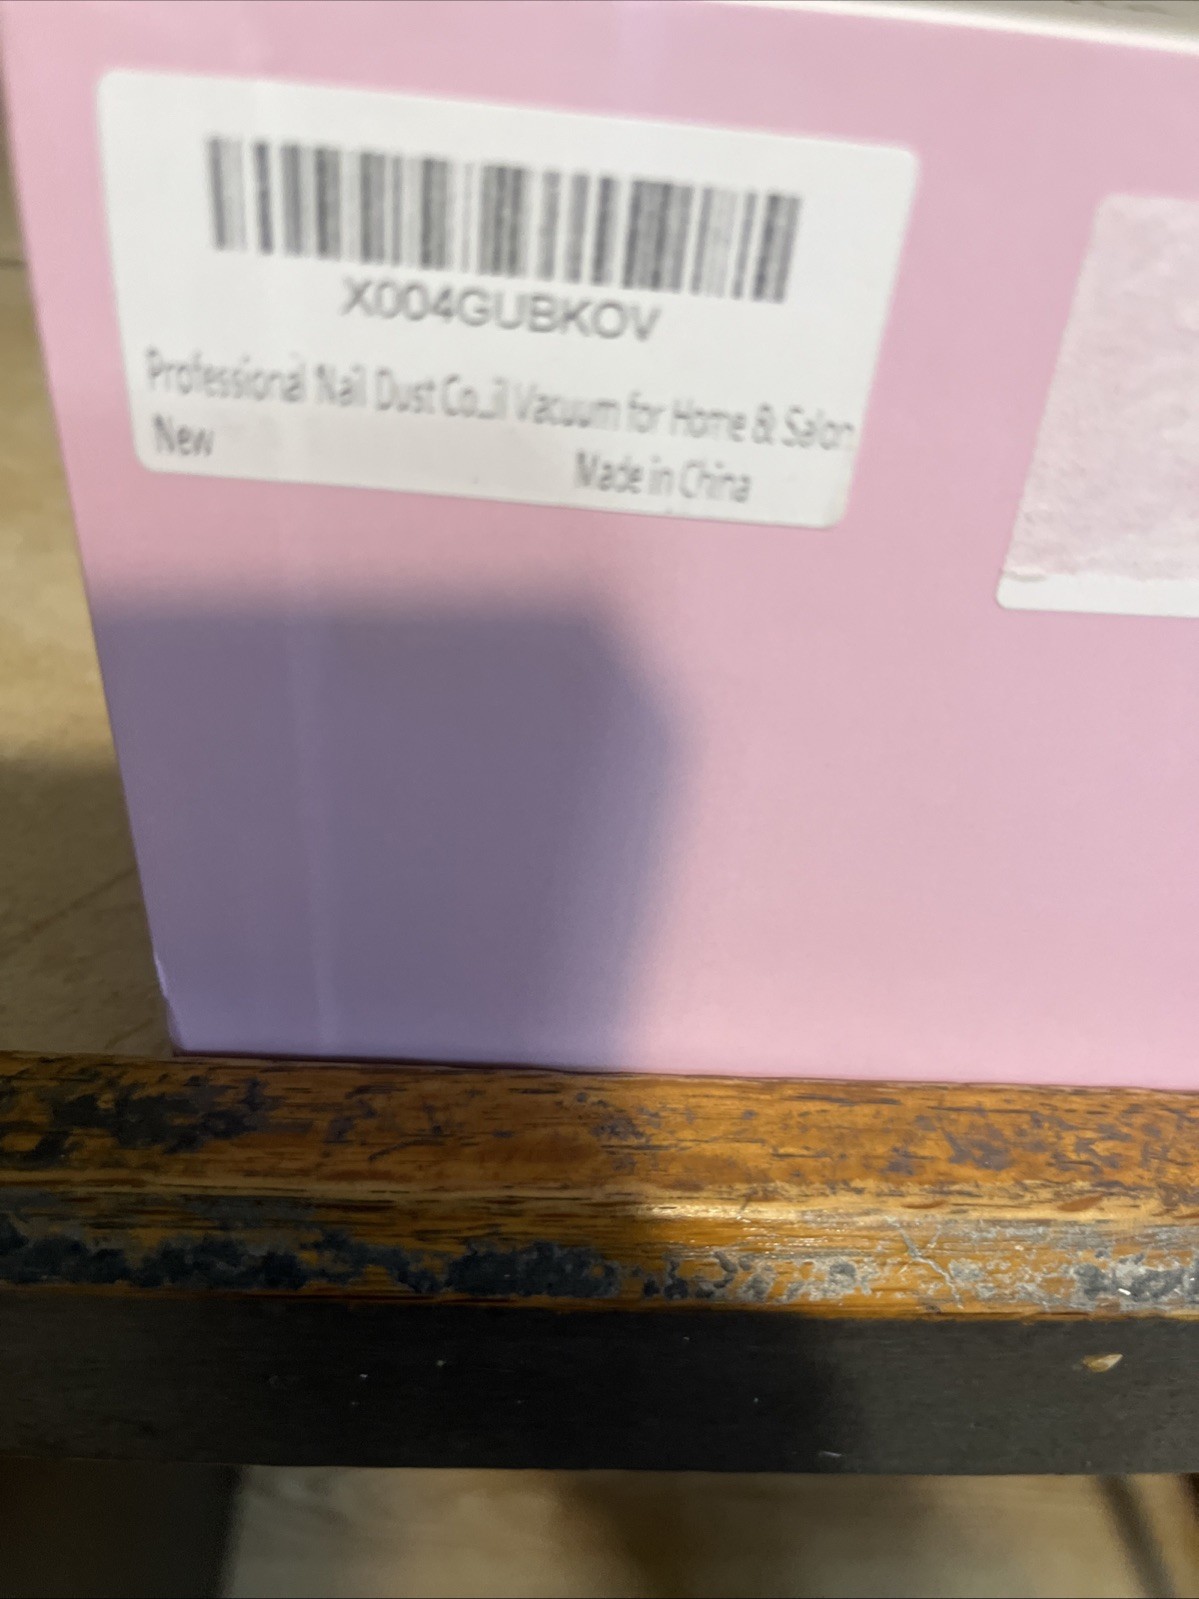 X004GUBKOV
Professional Nail Dust Co...il Vacuum for Home & Salon
New
Made in China